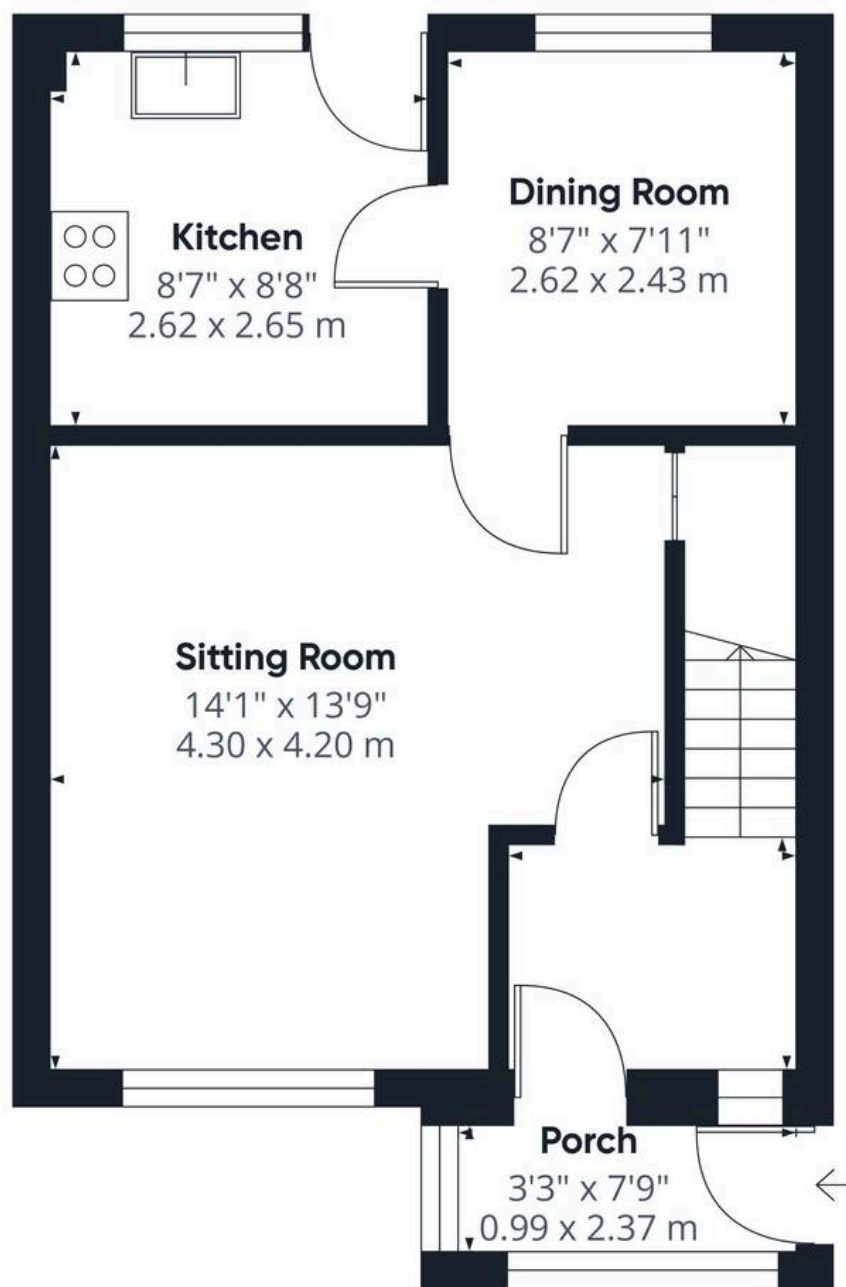 Kitchen
8'7" x 8'8"
2.62 x 2.65 m
Dining Room
8'7" x 7'11"
2.62 x 2.43 m
Sitting Room
14'1" x 13'9"
4.30 x 4.20 m
Porch
3'3" x 7'9"
0.99 x 2.37 m